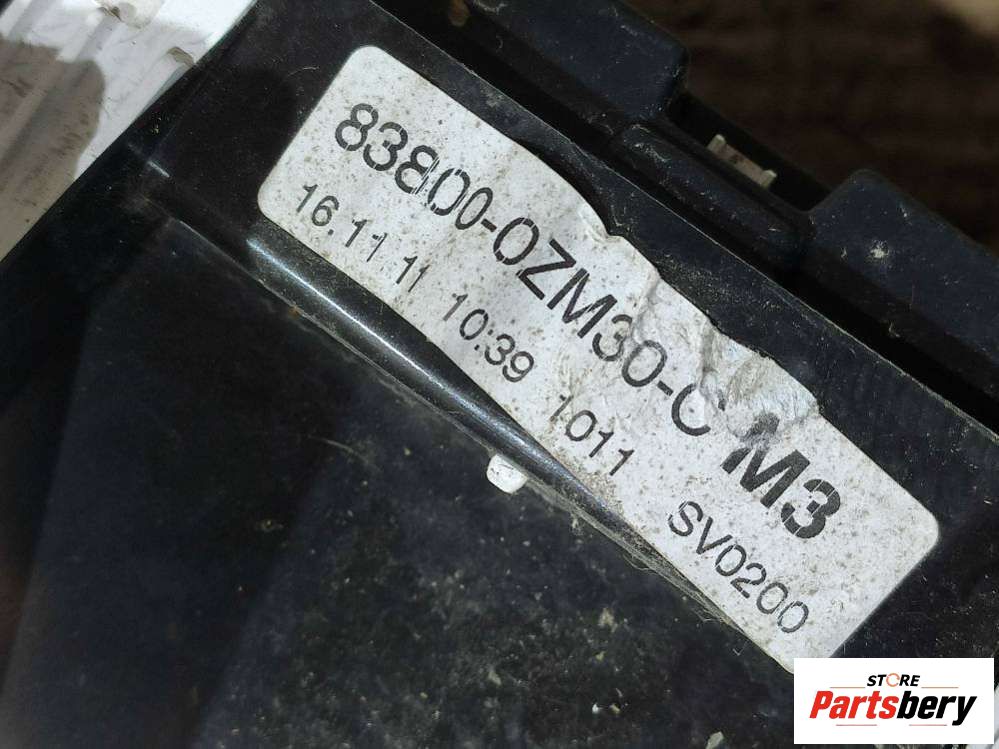 83800-0ZM30-C M3
16.11 11 10:39 1011 SV0200
STORE
Partsbery